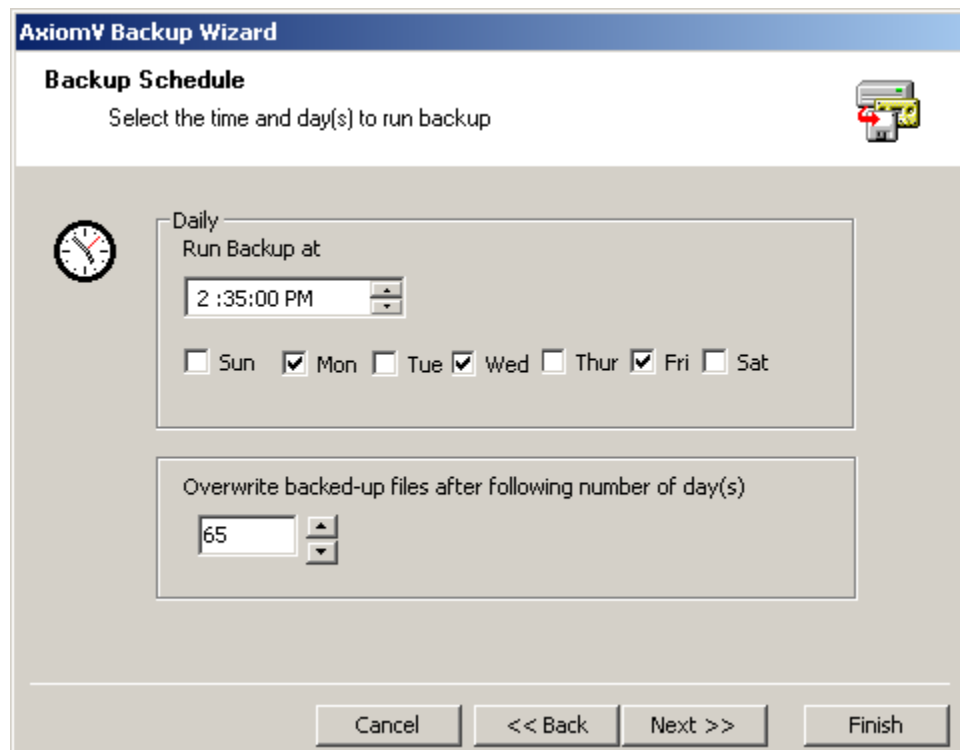 AxiomV Backup Wizard
Backup Schedule
Select the time and day(s) to run backup
Daily
Run Backup at
2 :35:00 PM
Sun Mon Tue Wed Thur Fri Sat
Overwrite backed-up files after following number of day(s)
65
Cancel << Back Next >> Finish